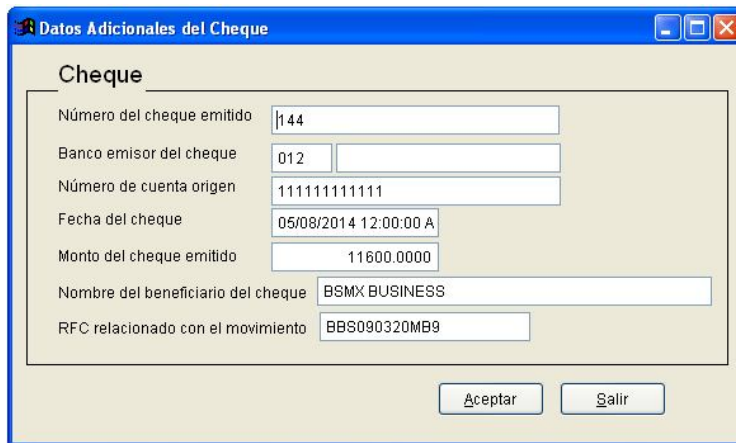 Datos Adicionales del Cheque
Cheque
Número del cheque emitido 144
Banco emisor del cheque 012
Número de cuenta origen 111111111111
Fecha del cheque 05/08/2014 12:00:00 A
Monto del cheque emitido 11600.0000
Nombre del beneficiario del cheque BSMX BUSINESS
RFC relacionado con el movimiento BBS090320MB9
Aceptar Salir